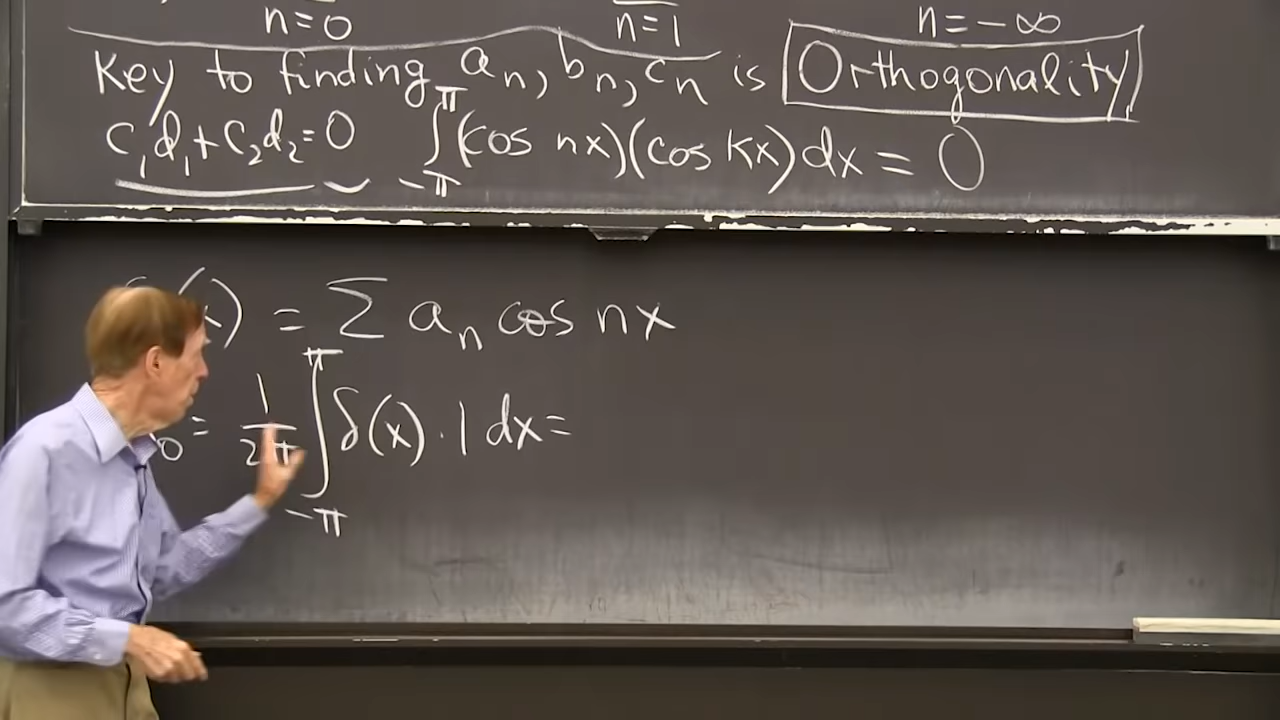 n=0 n=1 n=-∞
Key to finding an, bn, cn is Orthogonality
c1d1+c2d2=0 ∫π-π(cos nx)(cos kx)dx = 0
(x) = Σ an cos nx
0 = 1/2π ∫π-π δ(x)·1 dx=